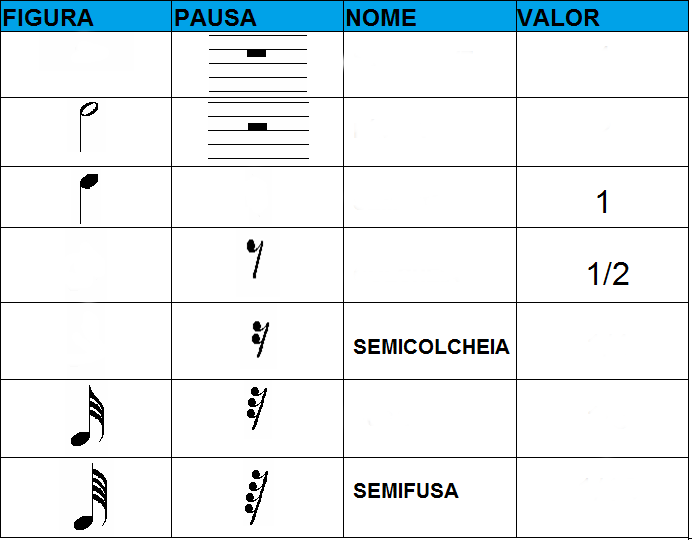 FIGURA PAUSA NOME VALOR
1
1/2
SEMICOLCHEIA
SEMIFUSA